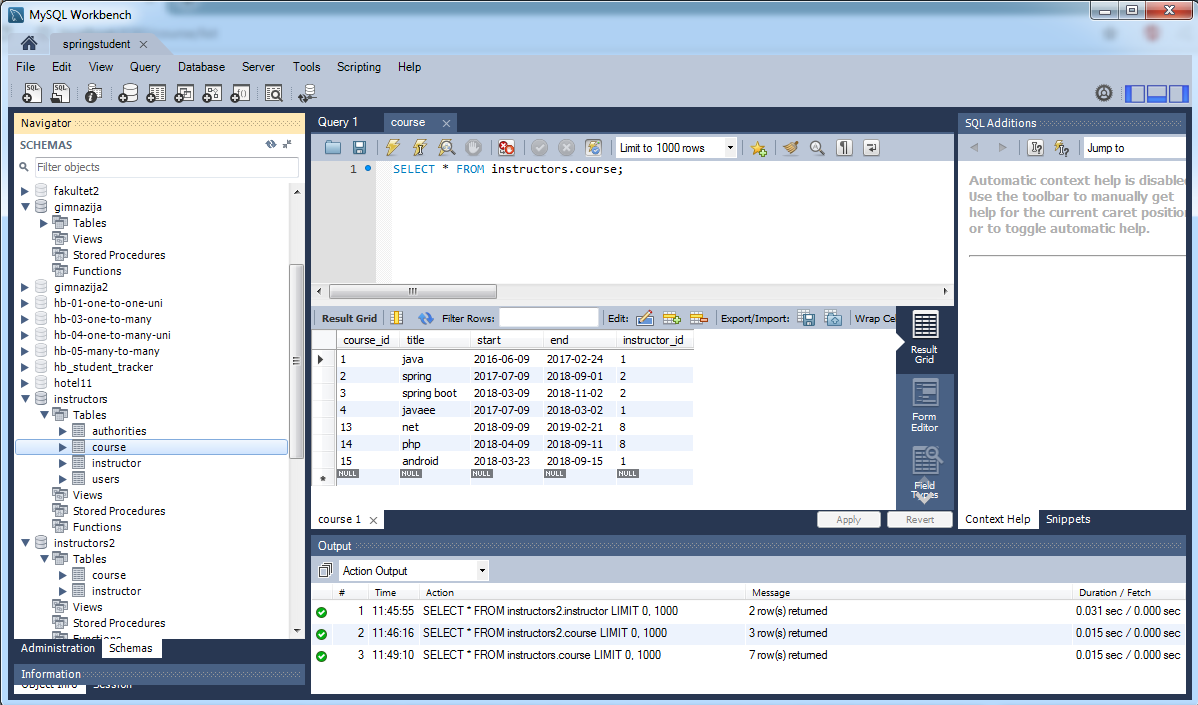 MySQL Workbench
springstudent
File Edit View Query Database Server Tools Scripting Help
Navigator
SCHEMAS
Filter objects
fakultet2
gimnazija
Tables
Views
Stored Procedures
Functions
gimnazija2
hb-01-one-to-one-uni
hb-03-one-to-many
hb-04-one-to-many-uni
hb-05-many-to-many
hb_student_tracker
hotel11
instructors
Tables
authorities
course
instructor
users
Views
Stored Procedures
Functions
instructors2
Tables
course
instructor
Views
Stored Procedures
Functions
Administration Schemas
Information
Object Info Session
Query 1 course
Limit to 1000 rows
1 SELECT * FROM instructors.course;
Result Grid Filter Rows: Edit: Export/Import: Wrap Ce
course_id title start end instructor_id
1 java 2016-06-09 2017-02-24 1
2 spring 2017-07-09 2018-09-01 2
3 spring boot 2018-03-09 2018-11-02 2
4 javaee 2017-07-09 2018-03-02 1
13 net 2018-09-09 2019-02-21 8
14 php 2018-04-09 2018-09-11 8
15 android 2018-03-23 2018-09-15 1
NULL NULL NULL NULL NULL
Result
Grid
Form
Editor
Field
Types
course 1 Apply Revert
SQL Additions
Jump to
Automatic context help is disabled
Use the toolbar to manually get
help for the current caret position
or to toggle automatic help.
Context Help Snippets
Output
Action Output
# Time Action Message Duration / Fetch
1 11:45:55 SELECT * FROM instructors2.instructor LIMIT 0, 1000 2 row(s) returned 0.031 sec / 0.000 sec
2 11:46:16 SELECT * FROM instructors2.course LIMIT 0, 1000 3 row(s) returned 0.015 sec / 0.000 sec
3 11:49:10 SELECT * FROM instructors.course LIMIT 0, 1000 7 row(s) returned 0.015 sec / 0.000 sec